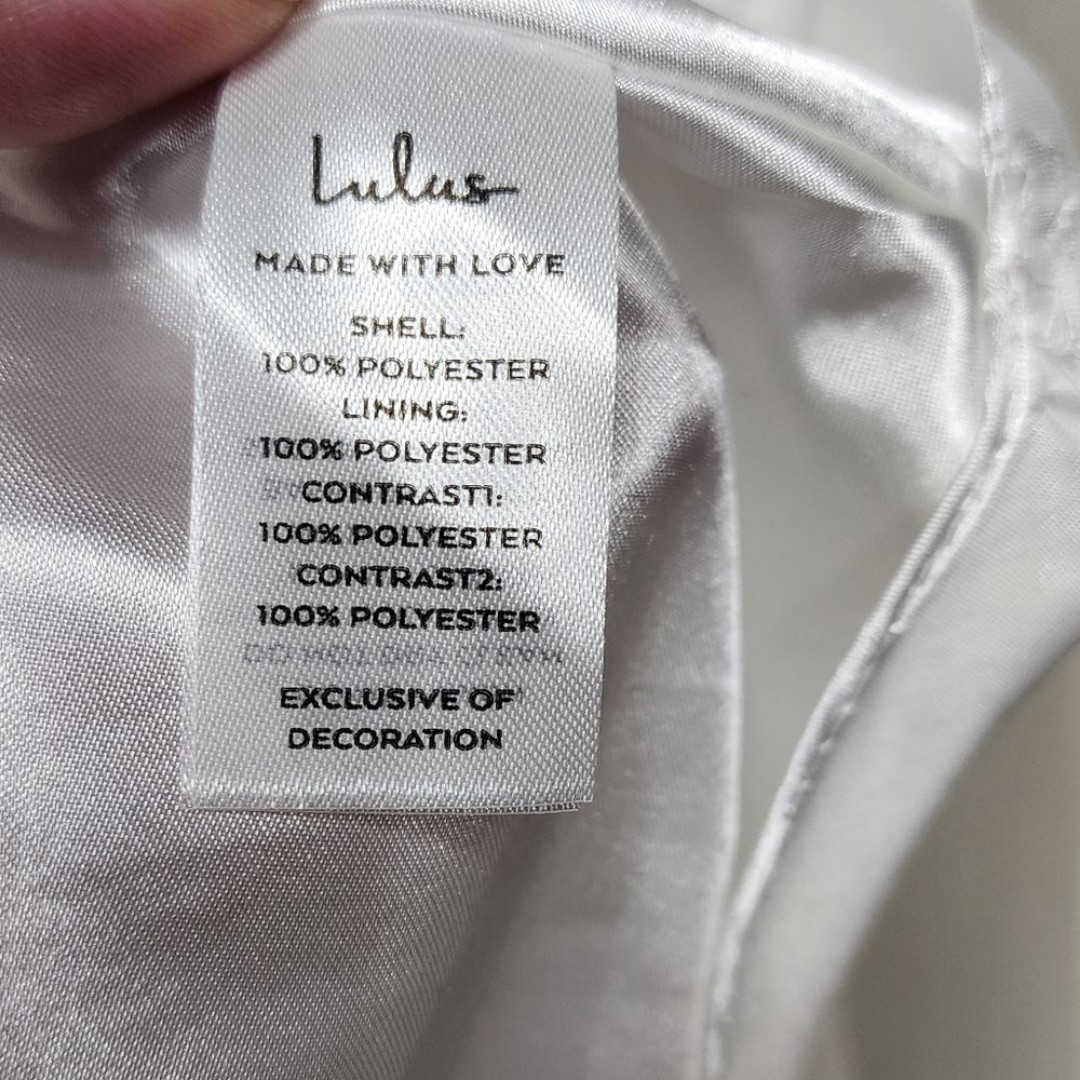 Lulus
MADE WITH LOVE
SHELL:
100% POLYESTER
LINING:
100% POLYESTER
CONTRAST1:
100% POLYESTER
CONTRAST2:
100% POLYESTER
EXCLUSIVE OF
DECORATION